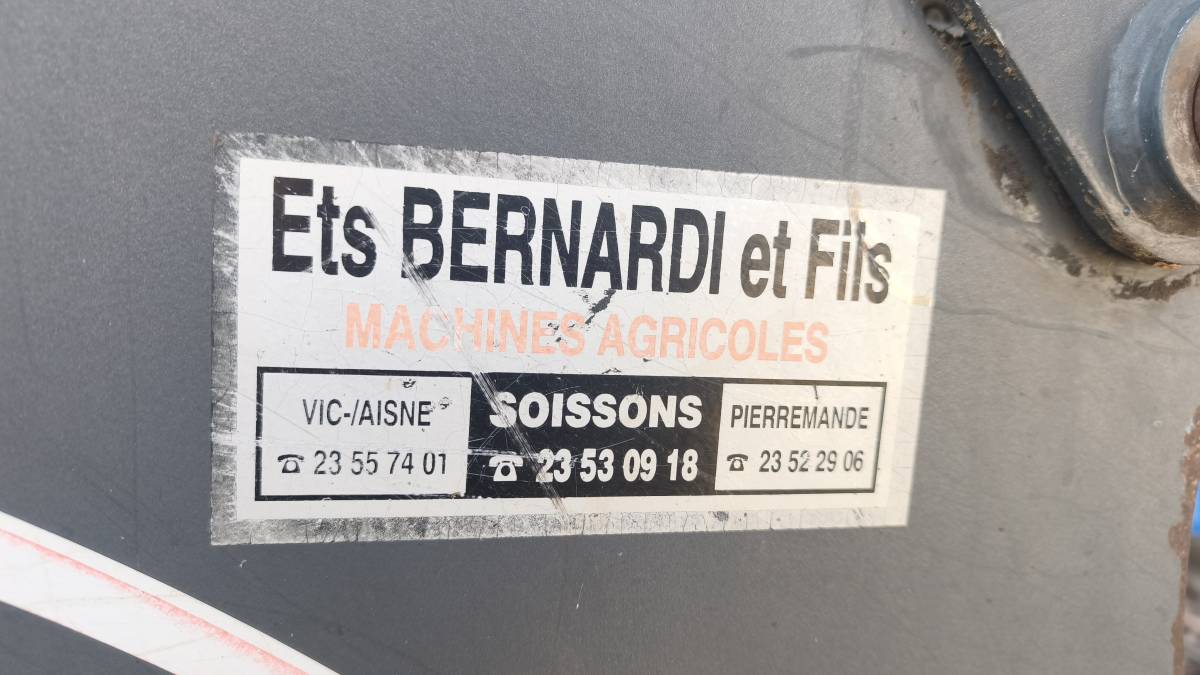 Ets BERNARDI et Fils
MACHINES AGRICOLES
VIC-/AISNE
☎ 23 55 74 01
SOISSONS
☎ 23 53 09 18
PIERREMANDE
☎ 23 52 29 06